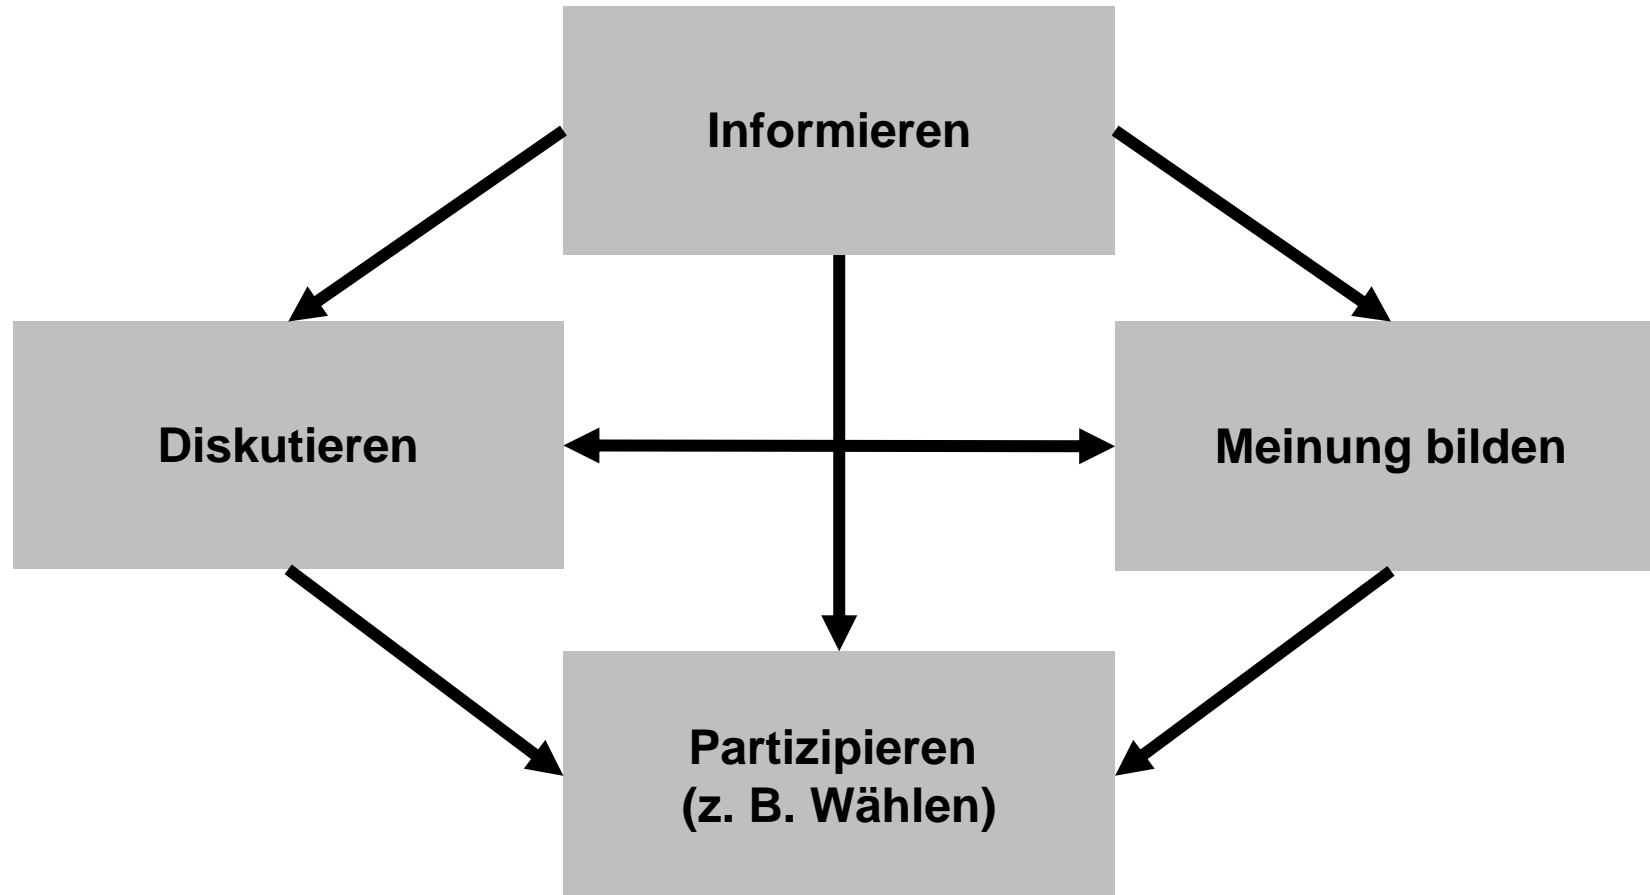 Informieren
Diskutieren
Meinung bilden
Partizipieren
(z. B. Wählen)